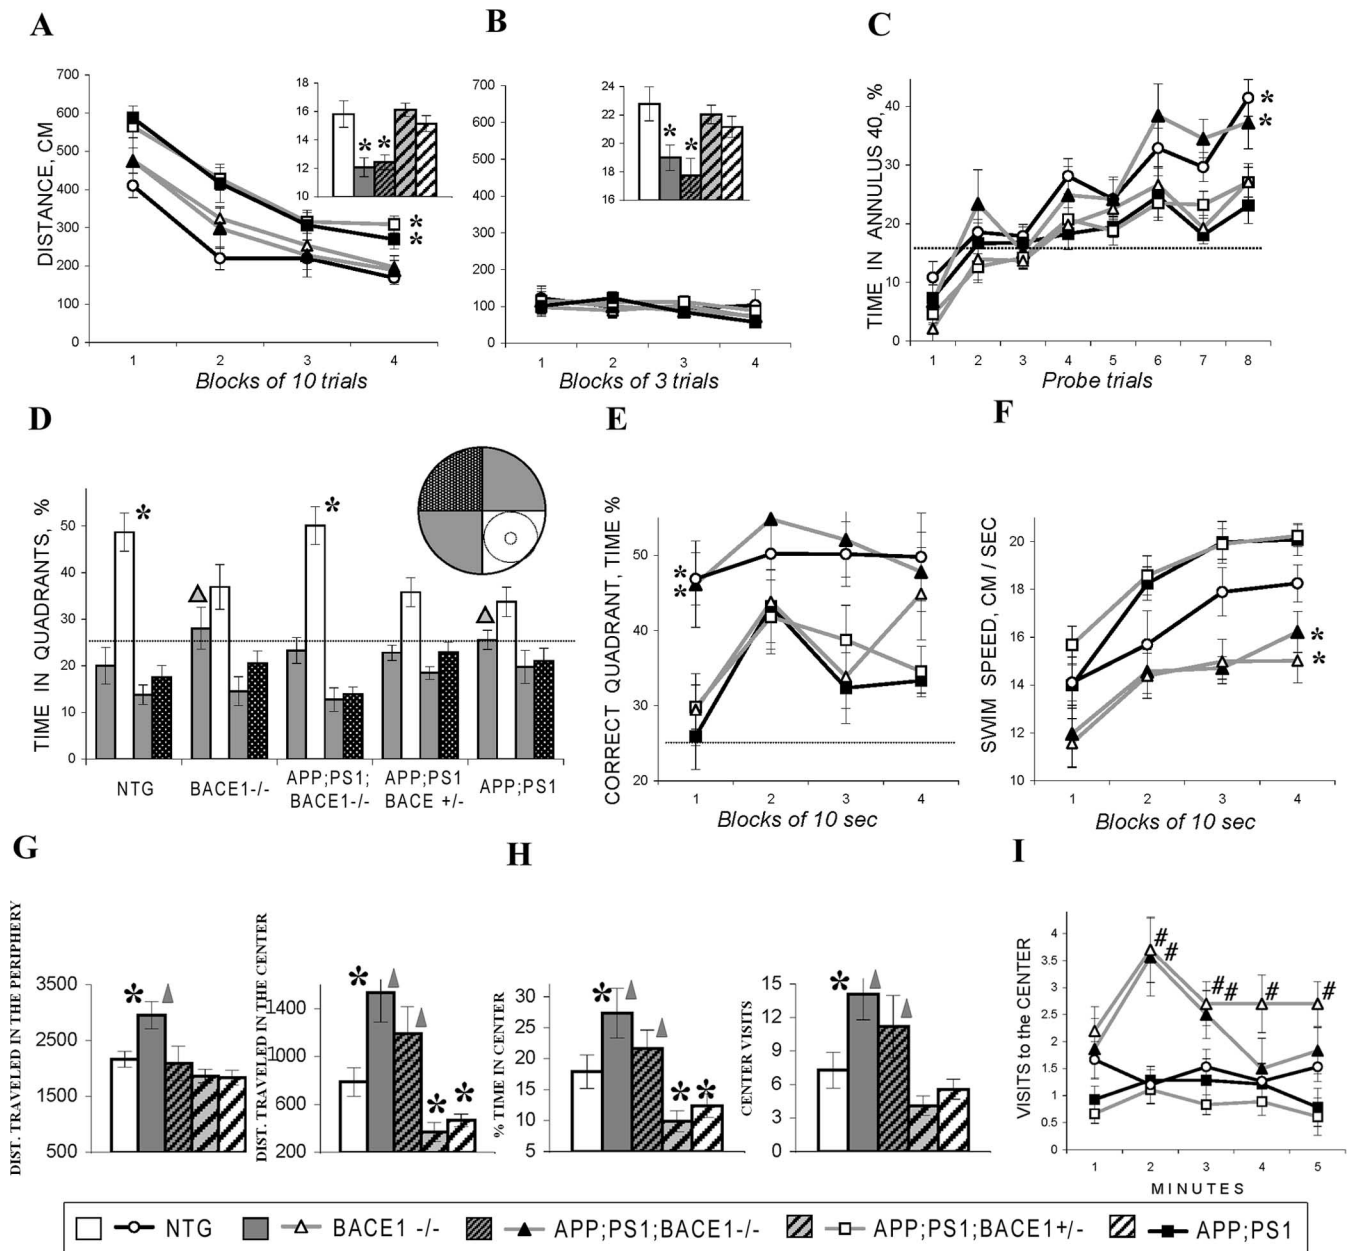 A
B
C
DISTANCE, CM
700
600
500
400
300
200
100
0
1 2 3 4
Blocks of 10 trials
18
16
14
12
10
* *
*
*
700
600
500
400
300
200
100
0
1 2 3 4
Blocks of 3 trials
24
22
20
18
16
* *
TIME IN ANNULUS 40, %
40
30
20
10
0
1 2 3 4 5 6 7 8
Probe trials
*
*
D
E
F
TIME IN QUADRANTS, %
50
40
30
20
10
0
* *
NTG BACE1-/- APP;PS1; BACE1-/- APP;PS1 BACE +/- APP;PS1
CORRECT QUADRANT, TIME %
50
40
30
20
*
*
1 2 3 4
Blocks of 10 sec
SWIM SPEED, CM / SEC
20
18
16
14
12
10
*
*
1 2 3 4
Blocks of 10 sec
G
H
I
DIST. TRAVELED IN THE PERIPHERY
3500
2500
1500
500
*
DIST. TRAVELED IN THE CENTER
1400
1000
600
200
* * *
% TIME IN CENTER
30
25
20
15
10
5
* * *
CENTER VISITS
15
12
9
6
3
0
*
VISITS to the CENTER
4
3.5
3
2.5
2
1.5
1
0.5
0
# # # # # #
1 2 3 4 5
MINUTES
NTG BACE1 -/- APP;PS1;BACE1-/- APP;PS1;BACE1+/- APP;PS1